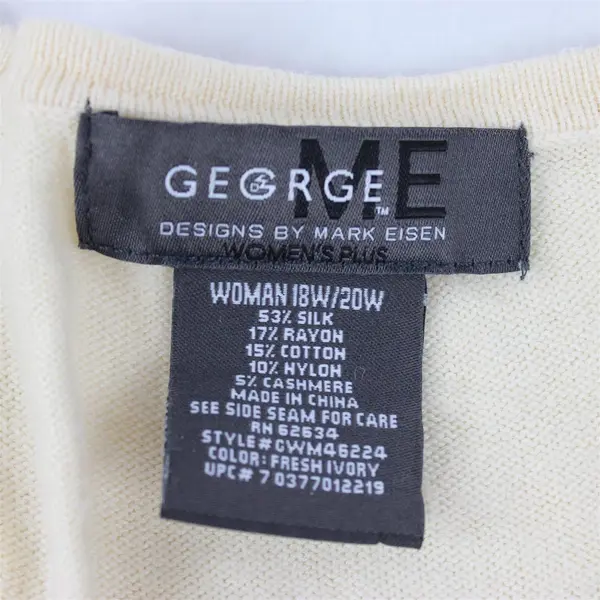 GEORGE ME™
DESIGNS BY MARK EISEN
WOMEN'S PLUS
WOMAN 18W/20W
53% SILK
17% RAYON
15% COTTON
10% NYLON
5% CASHMERE
MADE IN CHINA
SEE SIDE SEAM FOR CARE
RN 62634
STYLE# GWM46224
COLOR: FRESH IVORY
UPC# 7 0377012219